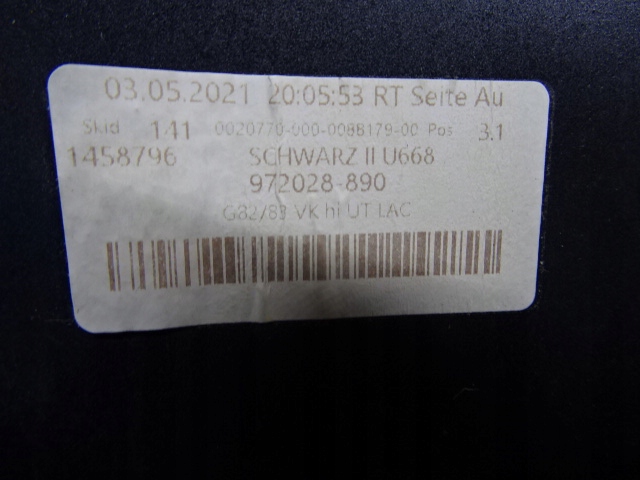 03.05.2021 20:05:53 RT Seite Au
Skid 141 0020770-000-0088179-00 Pos 3.1
1458796 SCHWARZ II U668
972028-890
G82/83 VK hi UT LAC